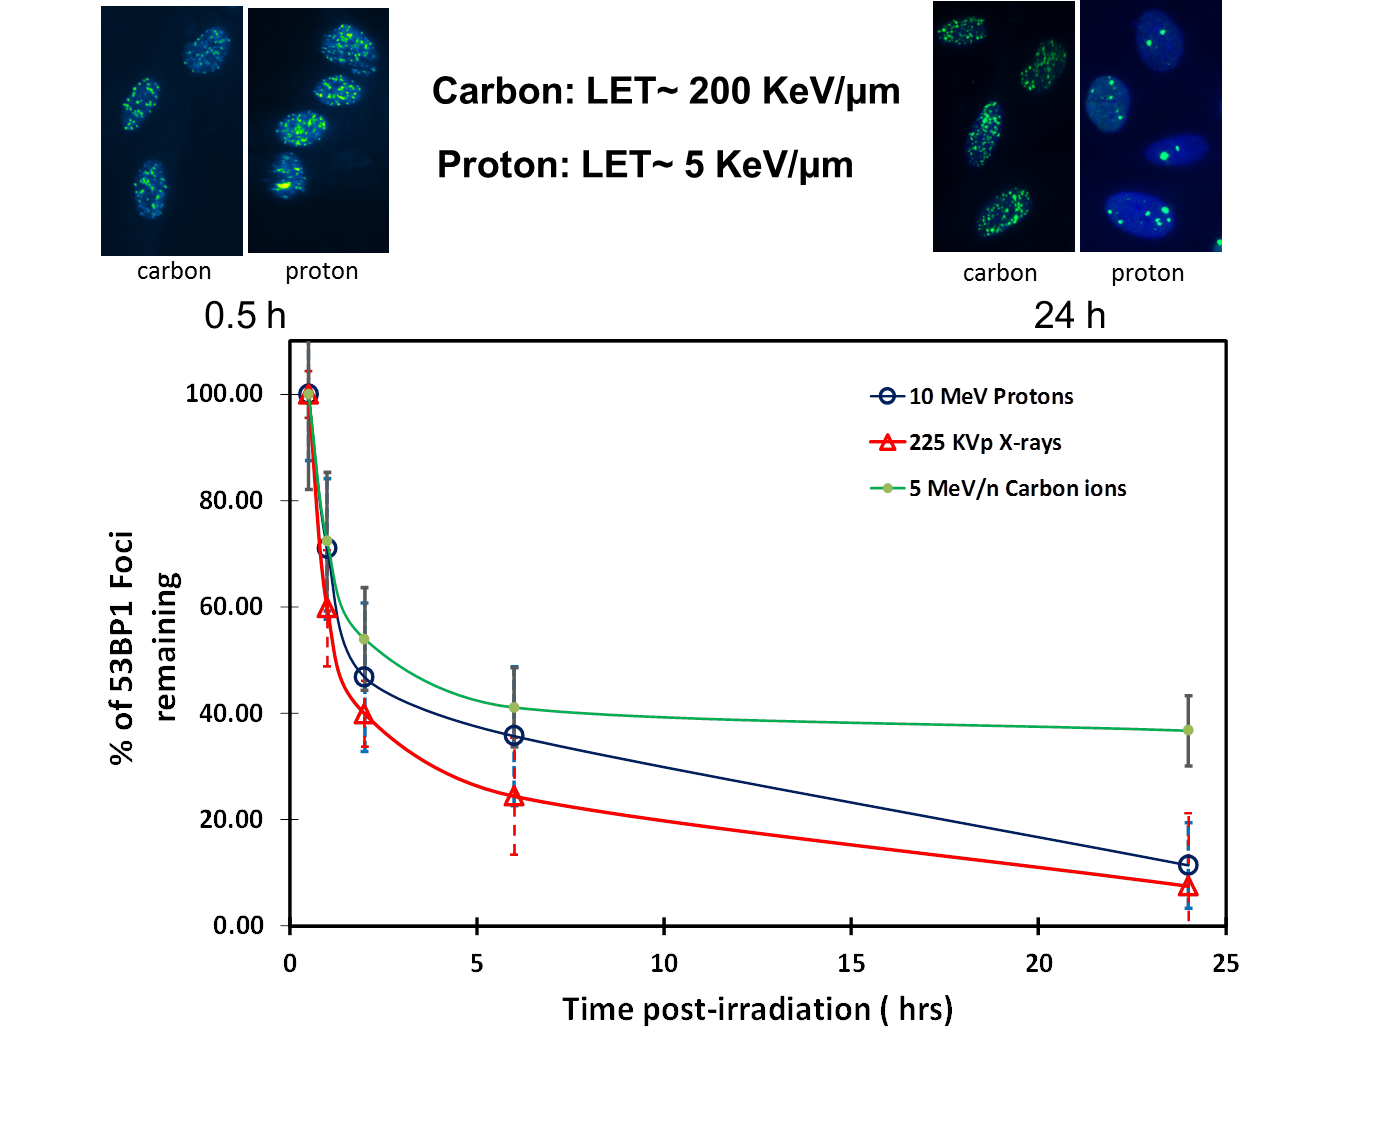 Carbon: LET~ 200 KeV/µm
Proton: LET~ 5 KeV/µm
carbon
proton
carbon
proton
0.5 h
24 h
100.00
80.00
60.00
40.00
20.00
0.00
% of 53BP1 Foci
remaining
10 MeV Protons
225 KVp X-rays
5 MeV/n Carbon ions
0
5
10
15
20
25
Time post-irradiation ( hrs)